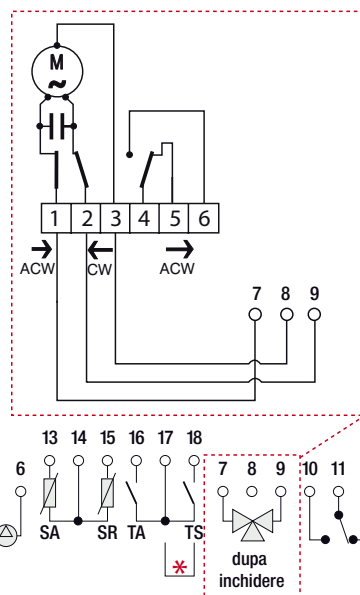 M
~
1 2 3 4 5 6
ACW CW ACW
7 8 9
13 14 15 16 17 18
6
7 8 9 10 11
SA SR TA TS
*
dupa
inchidere